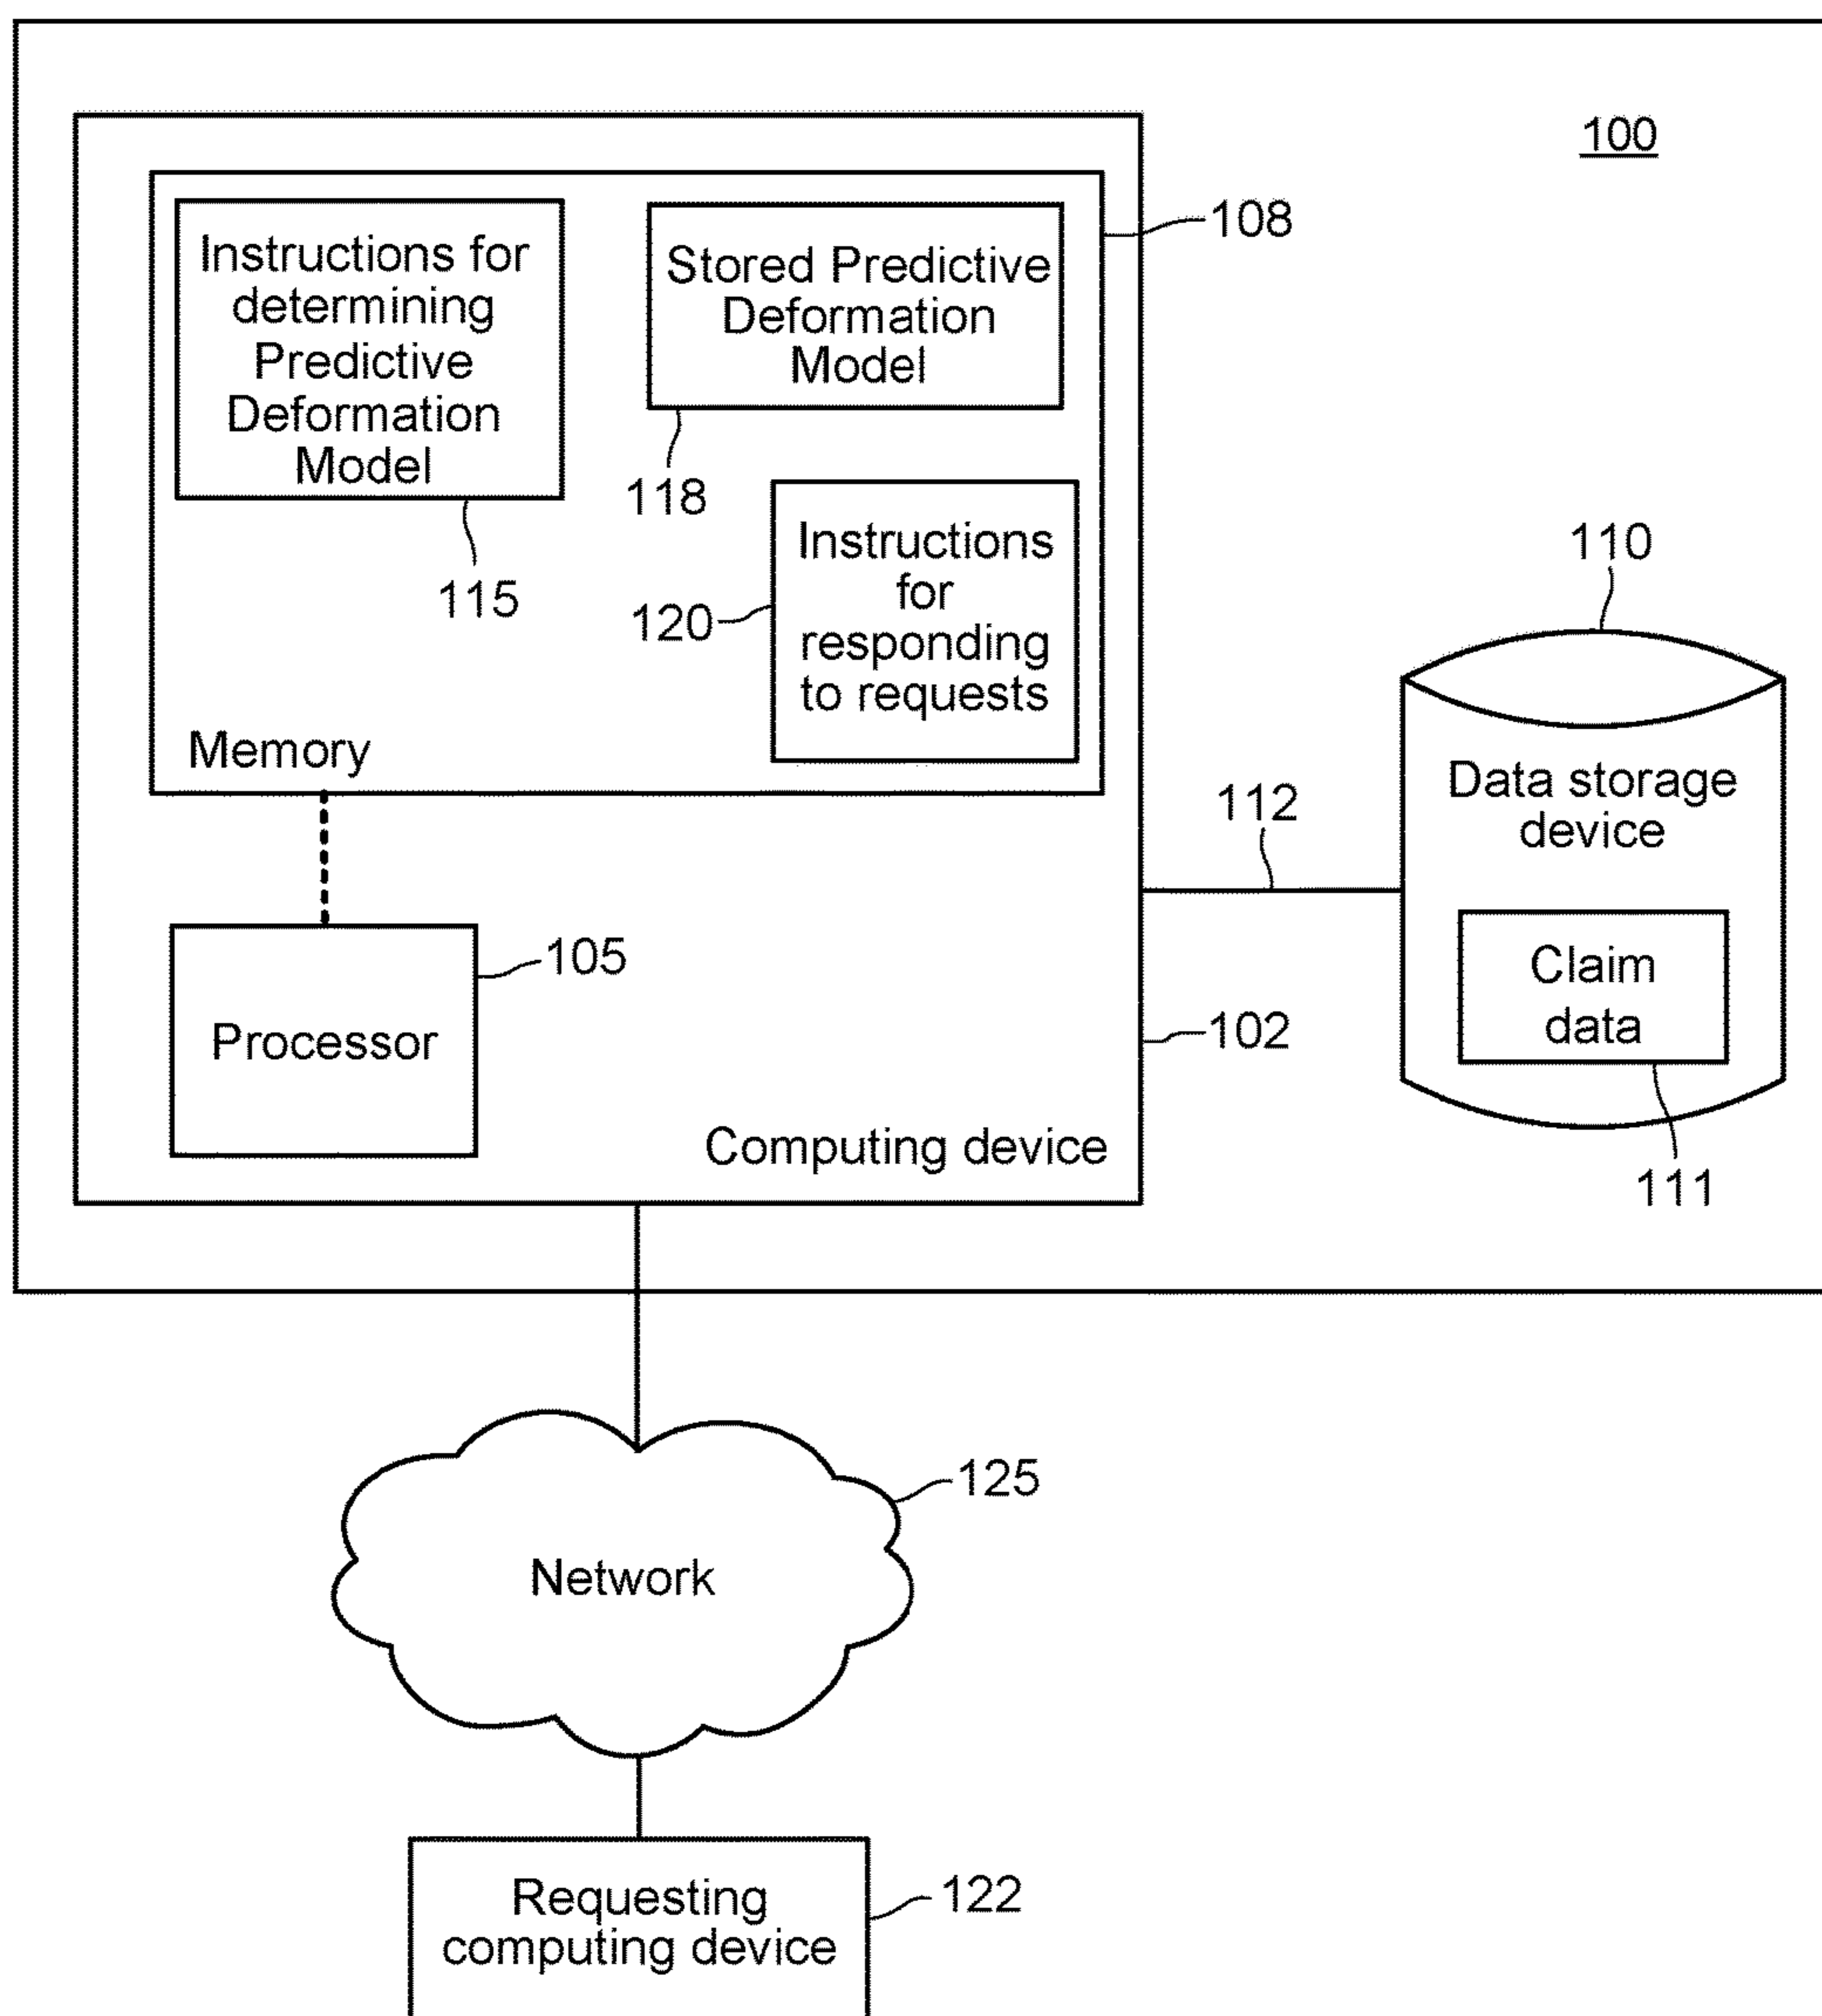 100
Instructions for
determining
Predictive
Deformation
Model
115
Stored Predictive
Deformation
Model
118
108
Instructions
for
responding
to requests
120
Memory
110
Data storage
device
112
Claim
data
111
105
Processor
102
Computing device
125
Network
Requesting
computing device
122